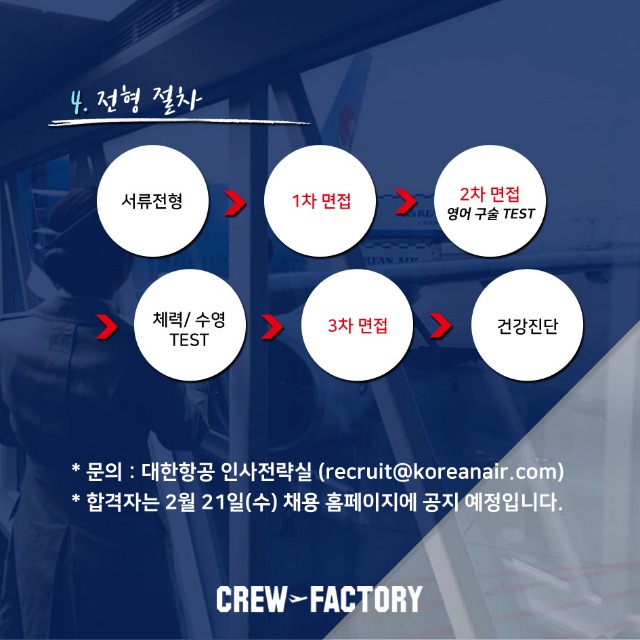 4. 전형 절차
서류전형
1차 면접
2차 면접
영어 구술 TEST
체력/ 수영
TEST
3차 면접
건강진단
* 문의 : 대한항공 인사전략실 (recruit@koreanair.com)
* 합격자는 2월 21일(수) 채용 홈페이지에 공지 예정입니다.
CREW FACTORY